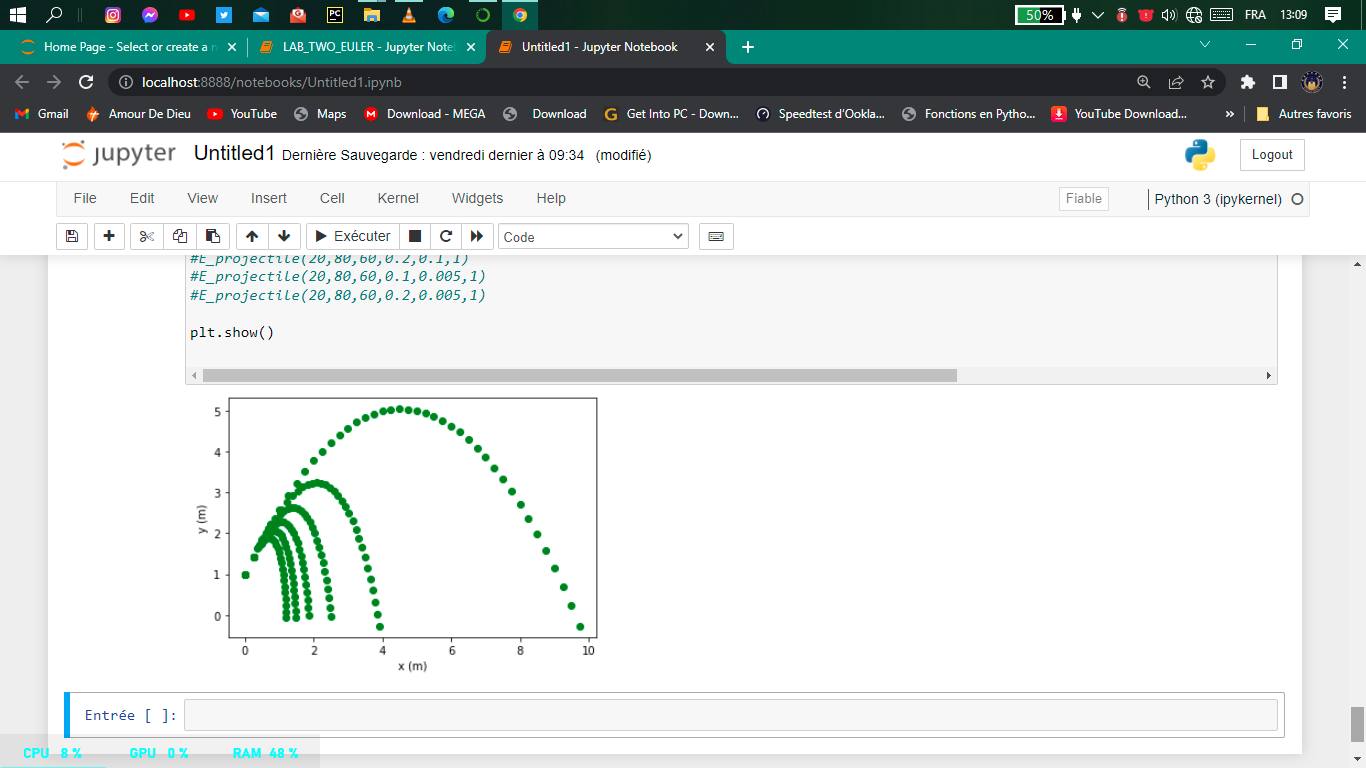 50% FRA 13:09
Home Page - Select or create a n LAB_TWO_EULER - Jupyter Note Untitled1 - Jupyter Notebook
localhost:8888/notebooks/Untitled1.ipynb
Gmail Amour De Dieu YouTube Maps Download - MEGA Download Get Into PC - Down... Speedtest d'Ookla... Fonctions en Python... YouTube Download... » Autres favoris
jupyter Untitled1 Dernière Sauvegarde : vendredi dernier à 09:34 (modifié) Logout
File Edit View Insert Cell Kernel Widgets Help Fiable Python 3 (ipykernel)
Exécuter Code
#E_projectile(20,80,60,0.2,0.1,1)
#E_projectile(20,80,60,0.1,0.005,1)
#E_projectile(20,80,60,0.2,0.005,1)
plt.show()
5
4
3
2
1
0
y (m)
0 2 4 6 8 10
x (m)
Entrée [ ]:
CPU 8 % GPU 0 % RAM 48 %